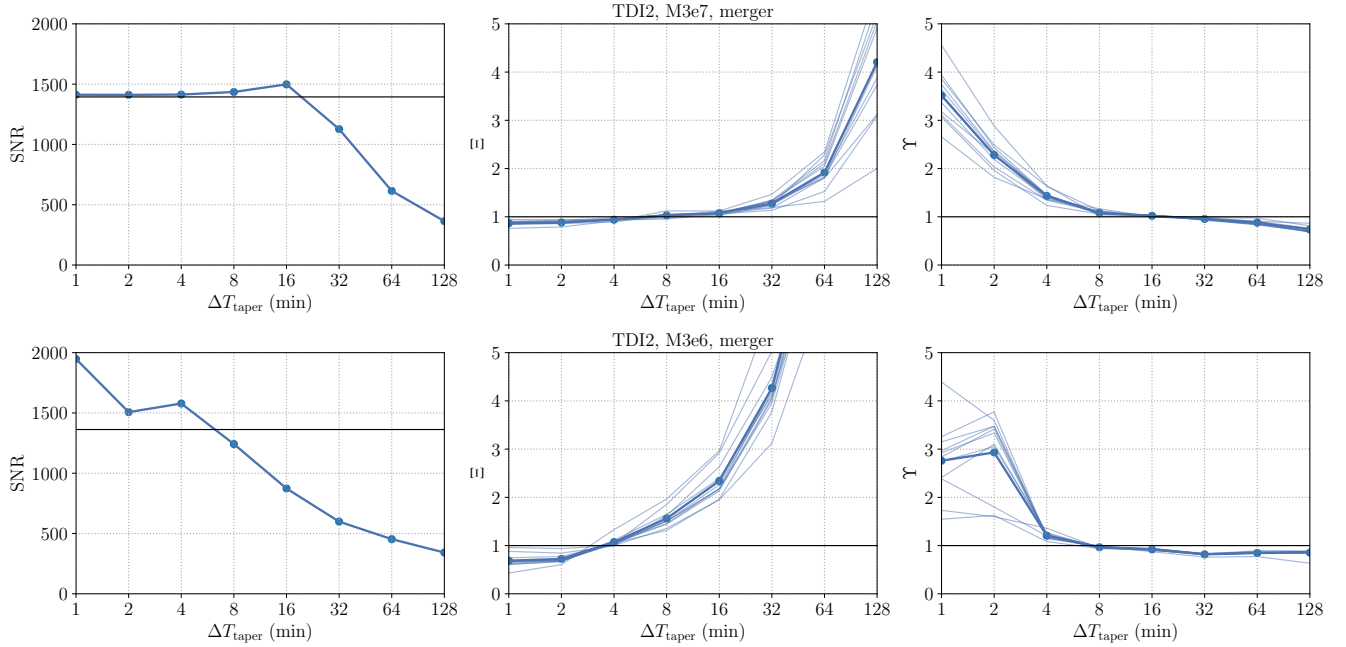 TDI2, M3e7, merger
2000
1500
1000
500
0
SNR
1 2 4 8 16 32 64 128
ΔT_taper (min)
5
4
3
2
1
0
Ξ
1 2 4 8 16 32 64 128
ΔT_taper (min)
5
4
3
2
1
0
Υ
1 2 4 8 16 32 64 128
ΔT_taper (min)
TDI2, M3e6, merger
2000
1500
1000
500
0
SNR
1 2 4 8 16 32 64 128
ΔT_taper (min)
5
4
3
2
1
0
Ξ
1 2 4 8 16 32 64 128
ΔT_taper (min)
5
4
3
2
1
0
Υ
1 2 4 8 16 32 64 128
ΔT_taper (min)